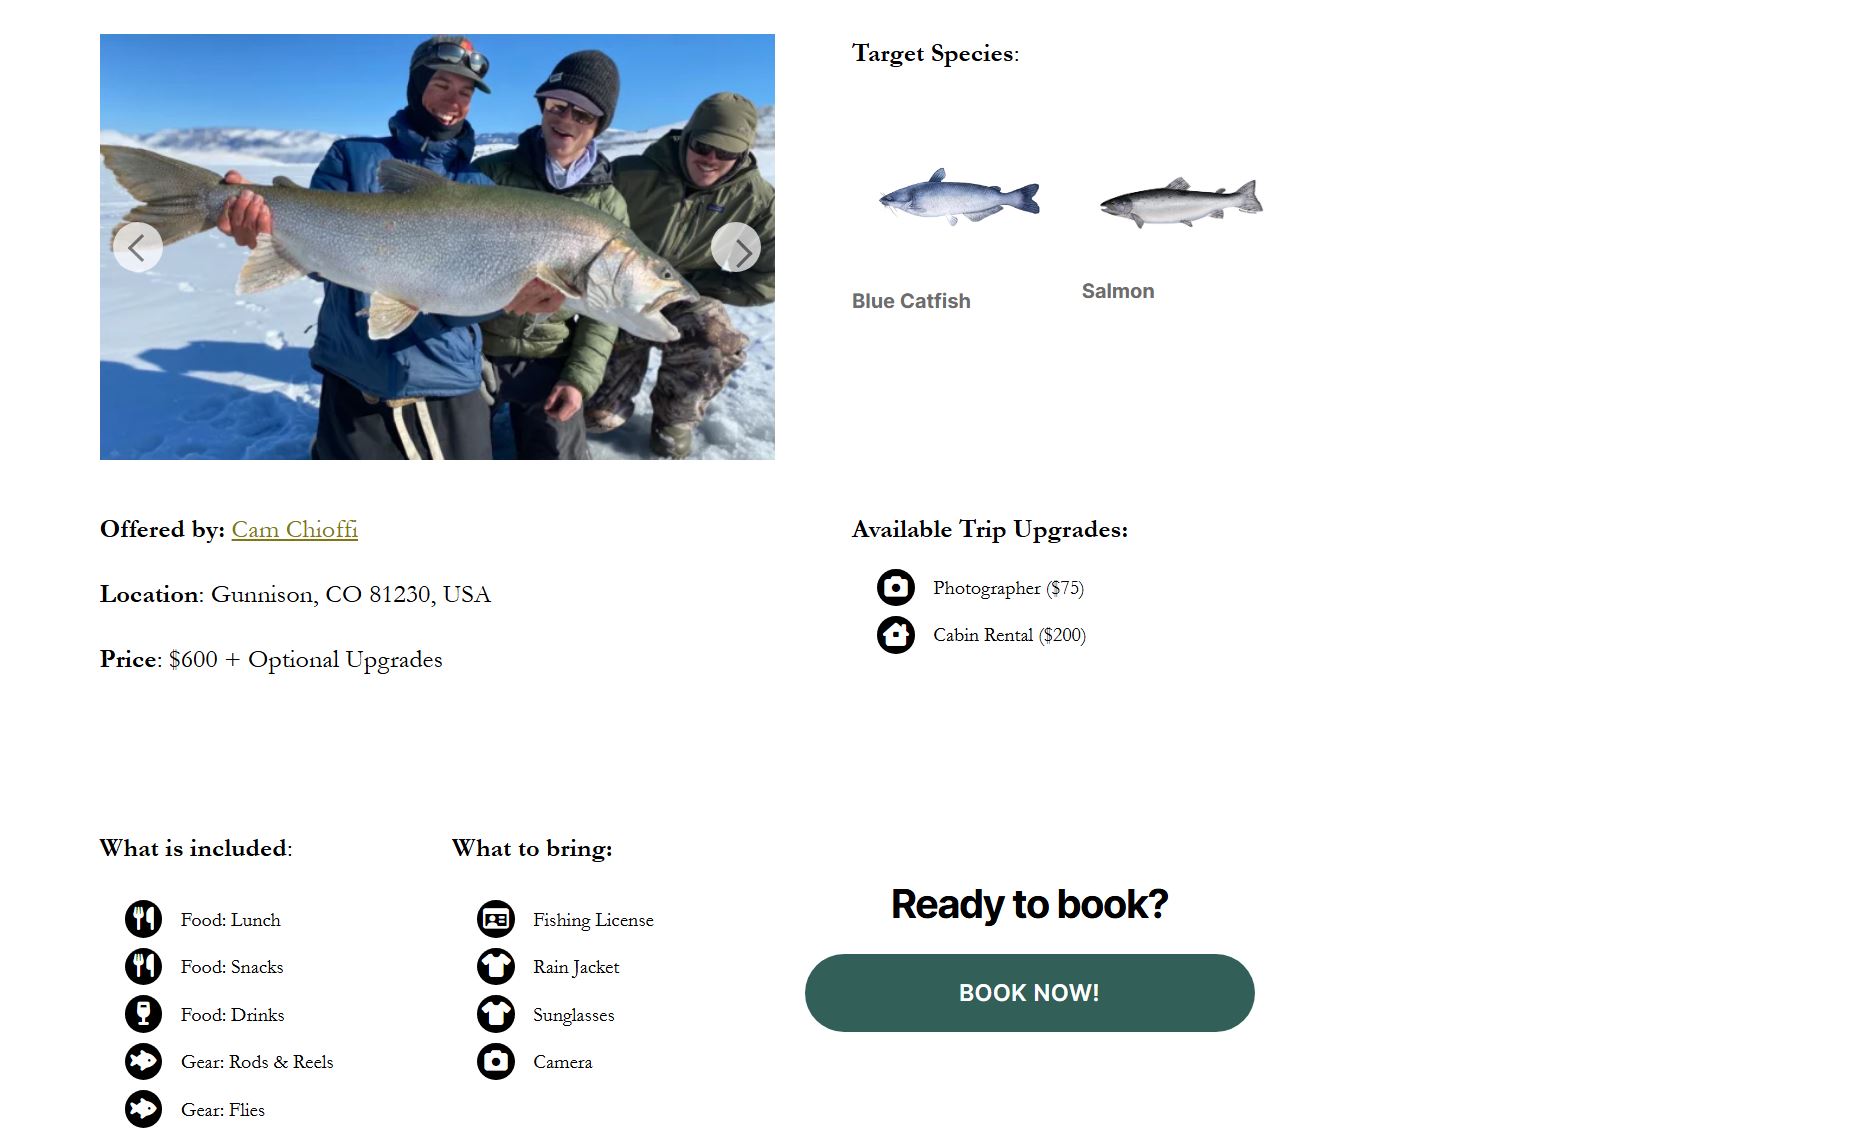 Target Species:
Blue Catfish
Salmon
Offered by: Cam Chioffi
Location: Gunnison, CO 81230, USA
Price: $600 + Optional Upgrades
Available Trip Upgrades:
Photographer ($75)
Cabin Rental ($200)
What is included:
Food: Lunch
Food: Snacks
Food: Drinks
Gear: Rods & Reels
Gear: Flies
What to bring:
Fishing License
Rain Jacket
Sunglasses
Camera
Ready to book?
BOOK NOW!